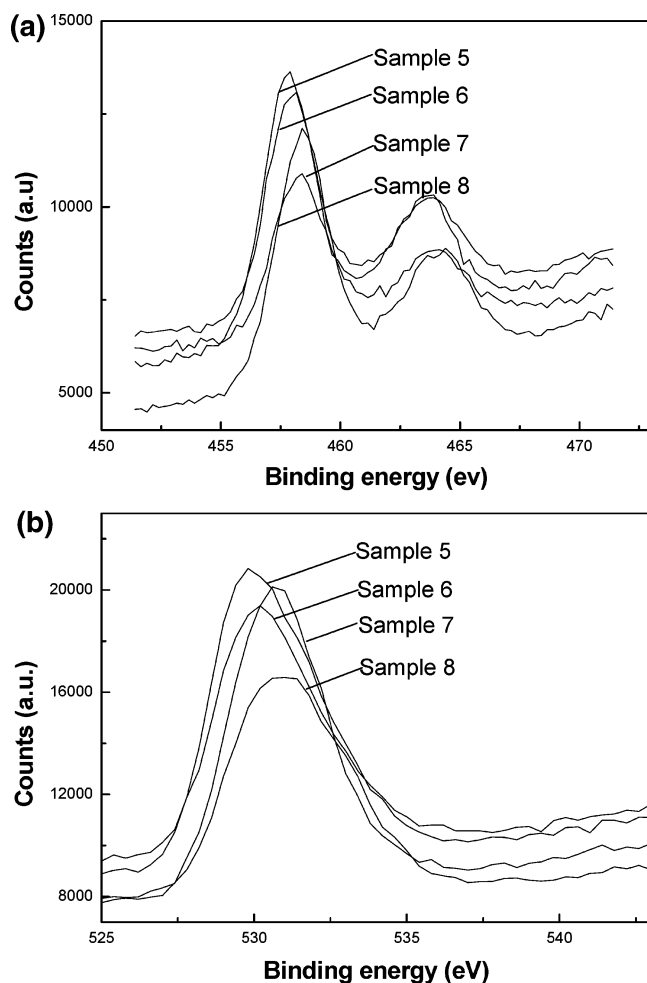 (a)
15000
10000
5000
Counts (a.u)
Sample 5
Sample 6
Sample 7
Sample 8
450 455 460 465 470
Binding energy (ev)
(b)
20000
16000
12000
8000
Counts (a.u.)
Sample 5
Sample 6
Sample 7
Sample 8
525 530 535 540
Binding energy (eV)